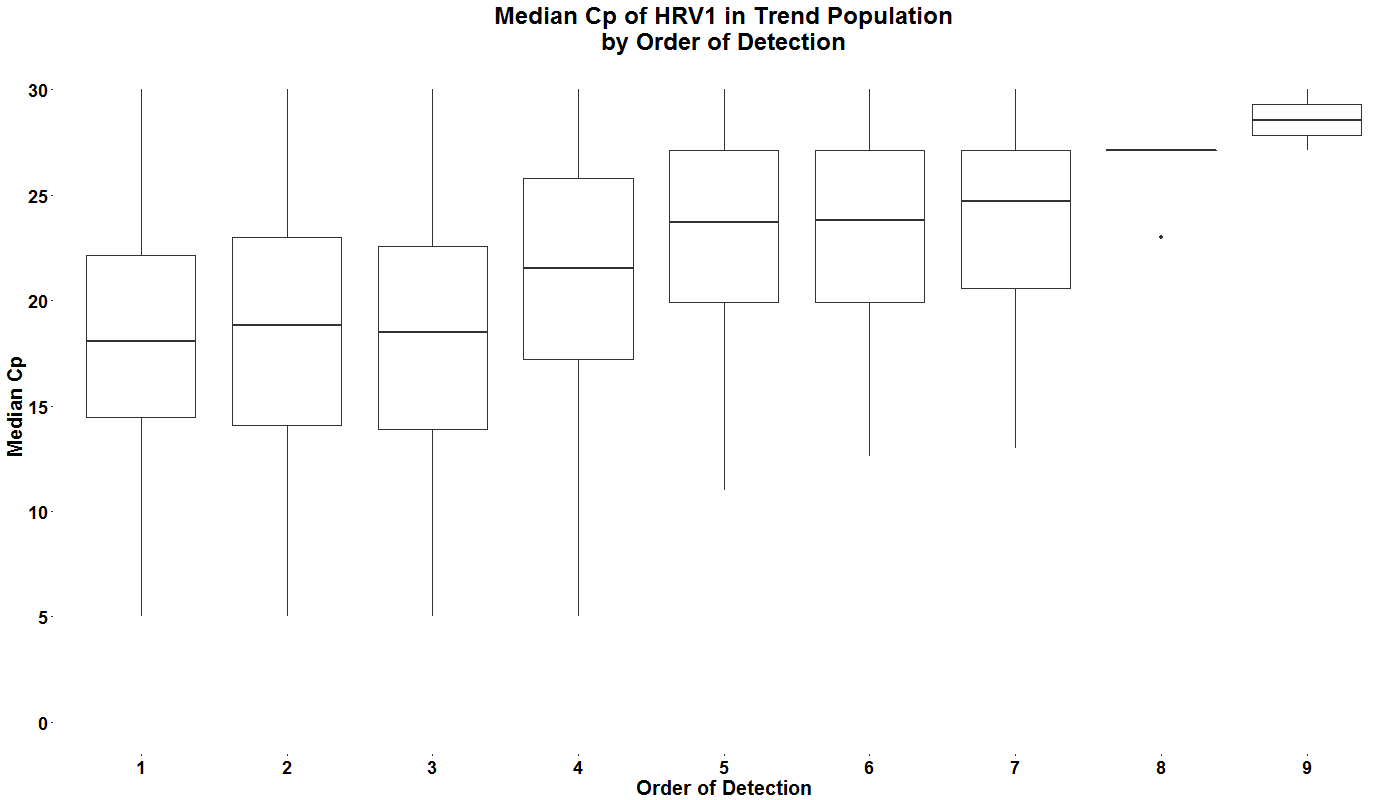 Median Cp of HRV1 in Trend Population
by Order of Detection
30
25
20
15
10
5
0
Median Cp
1 2 3 4 5 6 7 8 9
Order of Detection